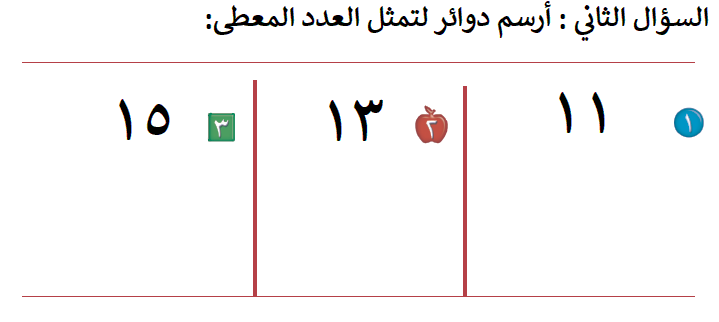 السؤال الثاني : أرسم دوائر لتمثل العدد المعطى:
١ ١١ ٢ ١٣ ٣ ١٥